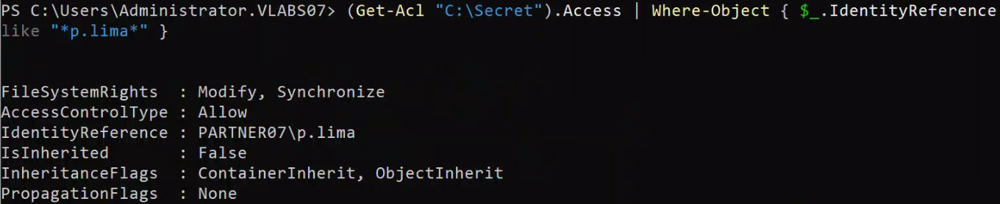 PS C:\Users\Administrator.VLABS07> (Get-Acl "C:\Secret").Access | Where-Object { $_.IdentityReference
like "*p.lima*" }
FileSystemRights  : Modify, Synchronize
AccessControlType : Allow
IdentityReference : PARTNER07\p.lima
IsInherited       : False
InheritanceFlags  : ContainerInherit, ObjectInherit
PropagationFlags  : None